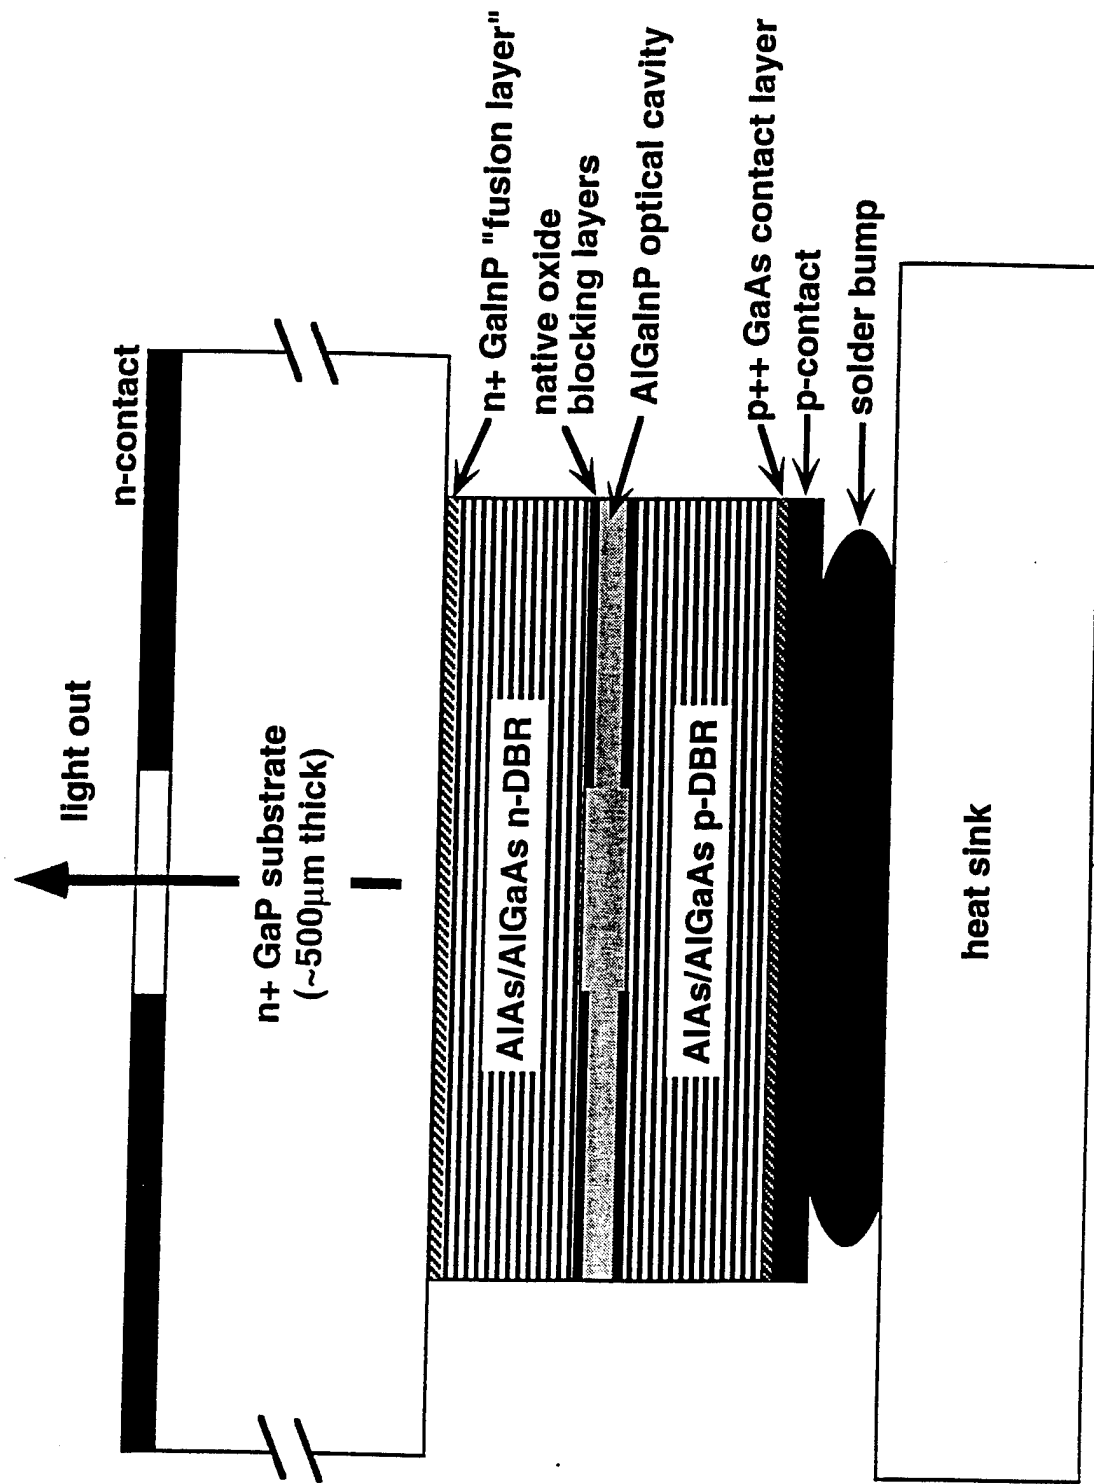 light out
n-contact
n+ GaP substrate
(~500μm thick)
n+ GaInP "fusion layer"
AlAs/AlGaAs n-DBR
native oxide
blocking layers
AlGaInP optical cavity
AlAs/AlGaAs p-DBR
p++ GaAs contact layer
p-contact
solder bump
heat sink